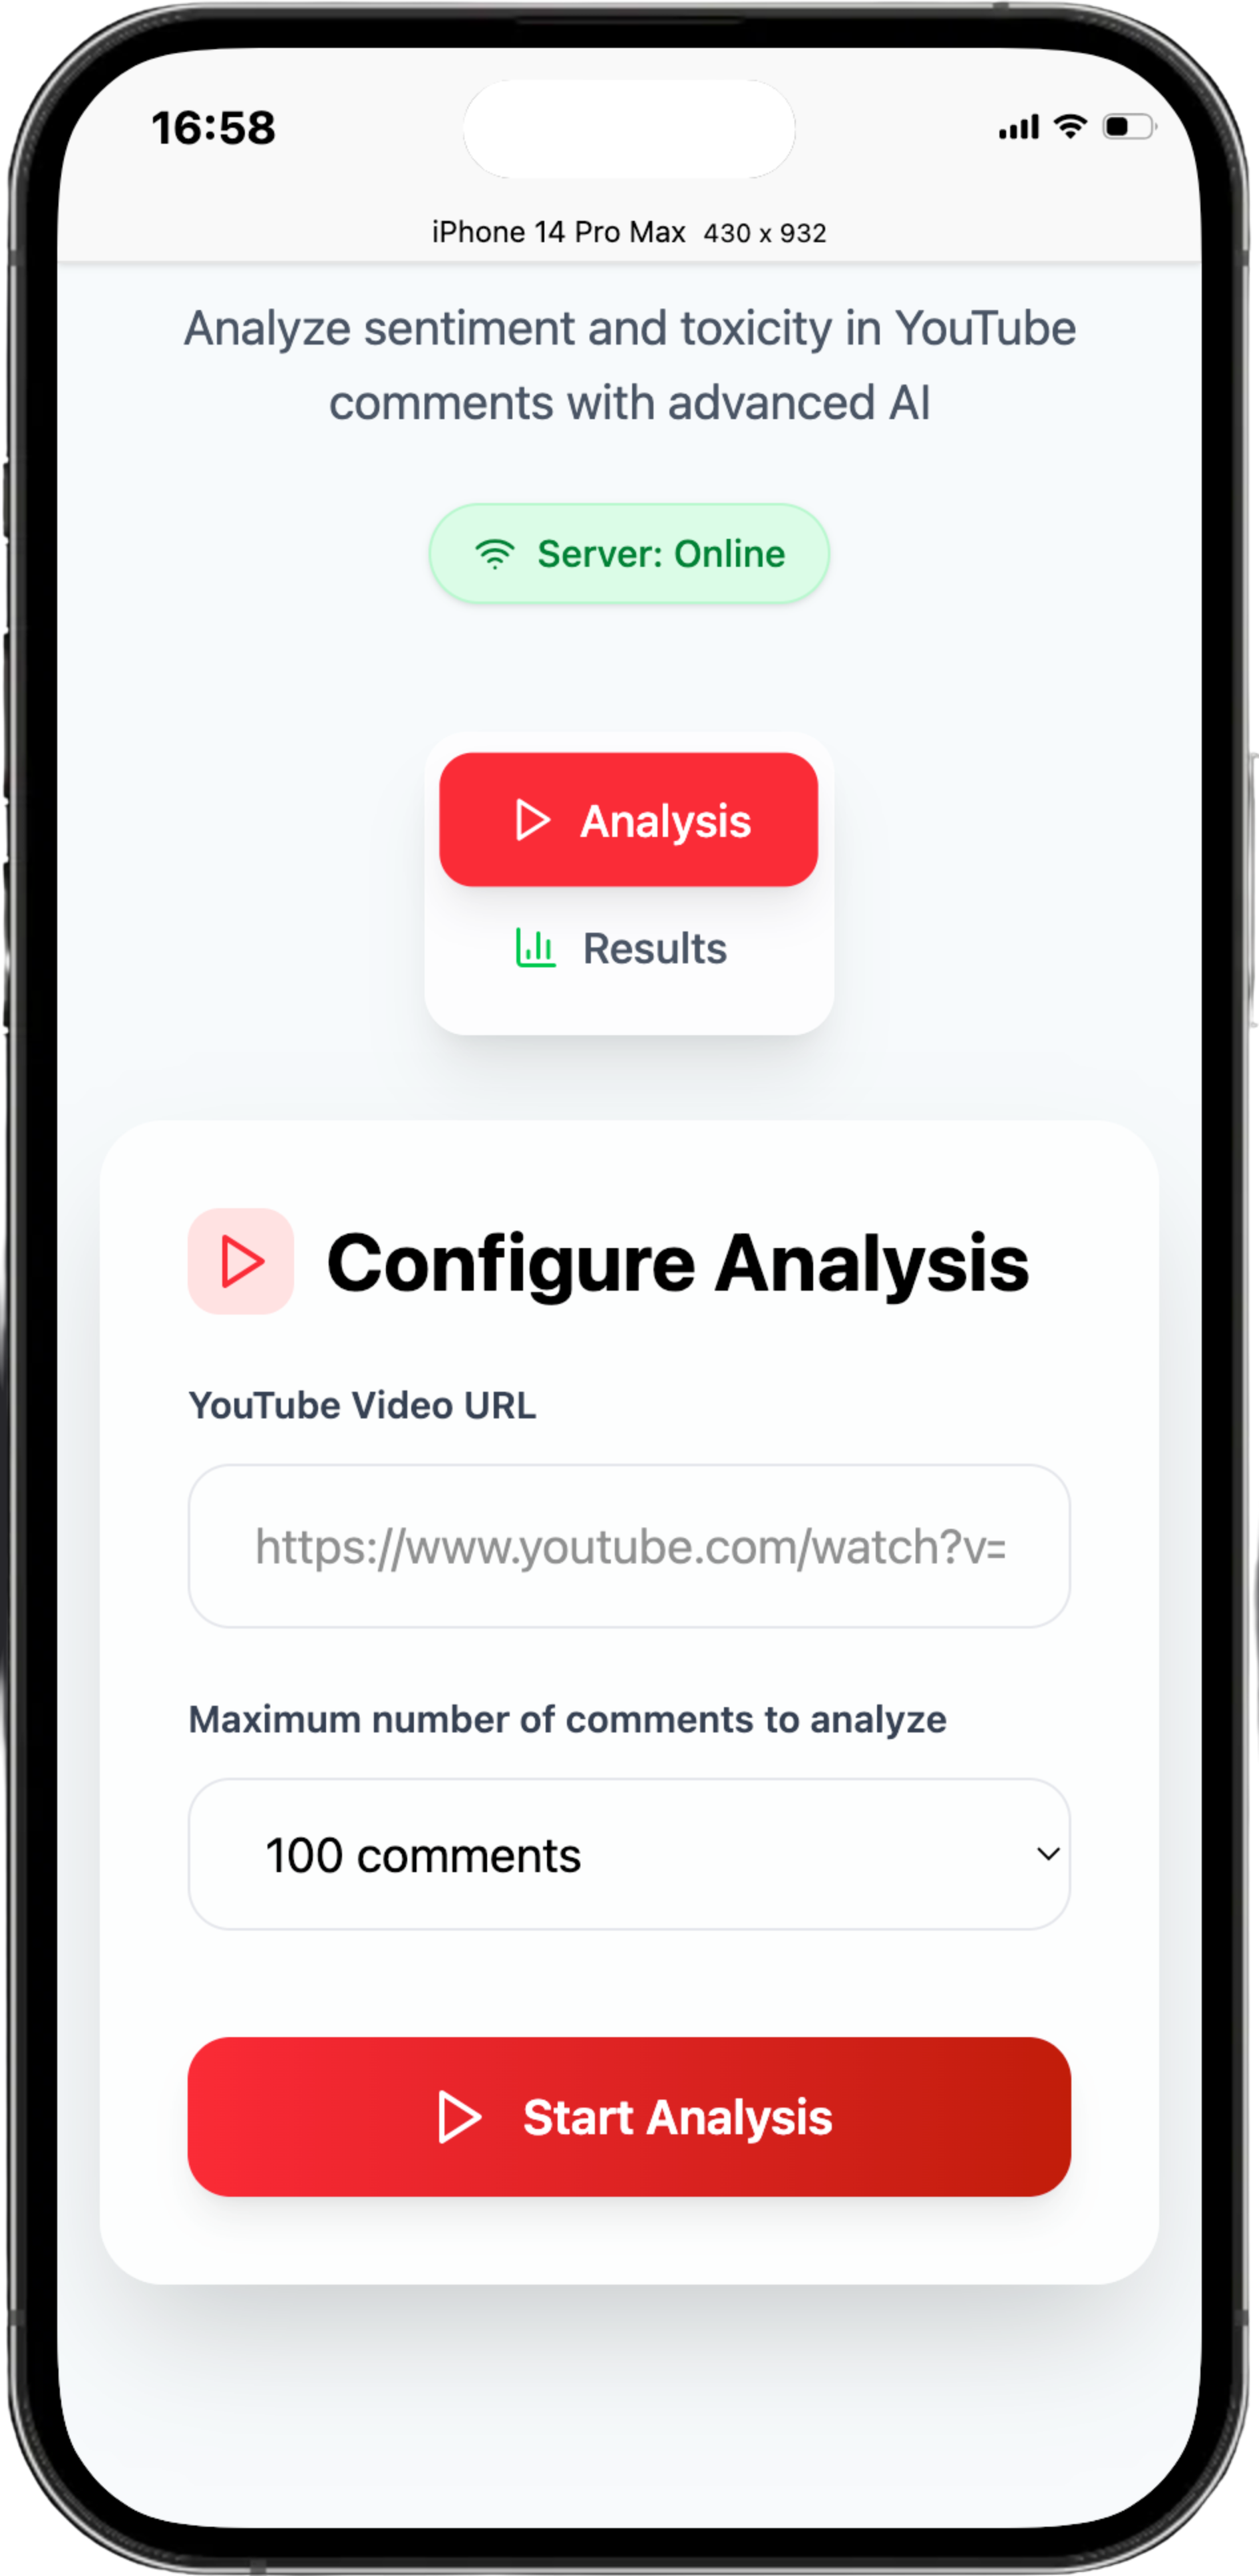 16:58
iPhone 14 Pro Max 430 x 932
Analyze sentiment and toxicity in YouTube
comments with advanced AI
Server: Online
Analysis
Results
Configure Analysis
YouTube Video URL
https://www.youtube.com/watch?v=
Maximum number of comments to analyze
100 comments
Start Analysis